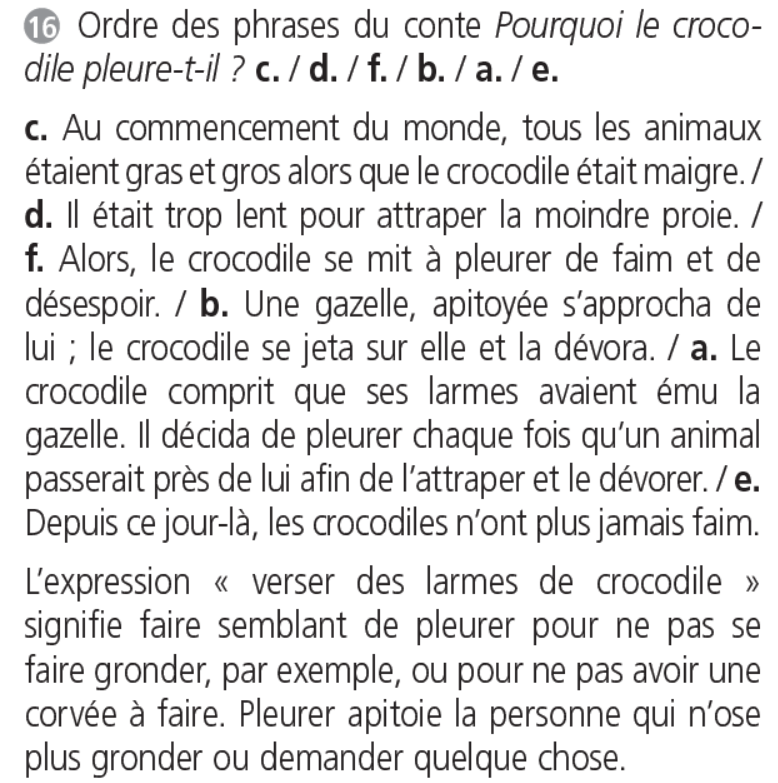 16 Ordre des phrases du conte Pourquoi le croco-
dile pleure-t-il ? c. / d. / f. / b. / a. / e.
c. Au commencement du monde, tous les animaux
étaient gras et gros alors que le crocodile était maigre. /
d. Il était trop lent pour attraper la moindre proie. /
f. Alors, le crocodile se mit à pleurer de faim et de
désespoir. / b. Une gazelle, apitoyée s’approcha de
lui ; le crocodile se jeta sur elle et la dévora. / a. Le
crocodile comprit que ses larmes avaient ému la
gazelle. Il décida de pleurer chaque fois qu’un animal
passerait près de lui afin de l’attraper et le dévorer. / e.
Depuis ce jour-là, les crocodiles n’ont plus jamais faim.
L’expression « verser des larmes de crocodile »
signifie faire semblant de pleurer pour ne pas se
faire gronder, par exemple, ou pour ne pas avoir une
corvée à faire. Pleurer apitoie la personne qui n’ose
plus gronder ou demander quelque chose.